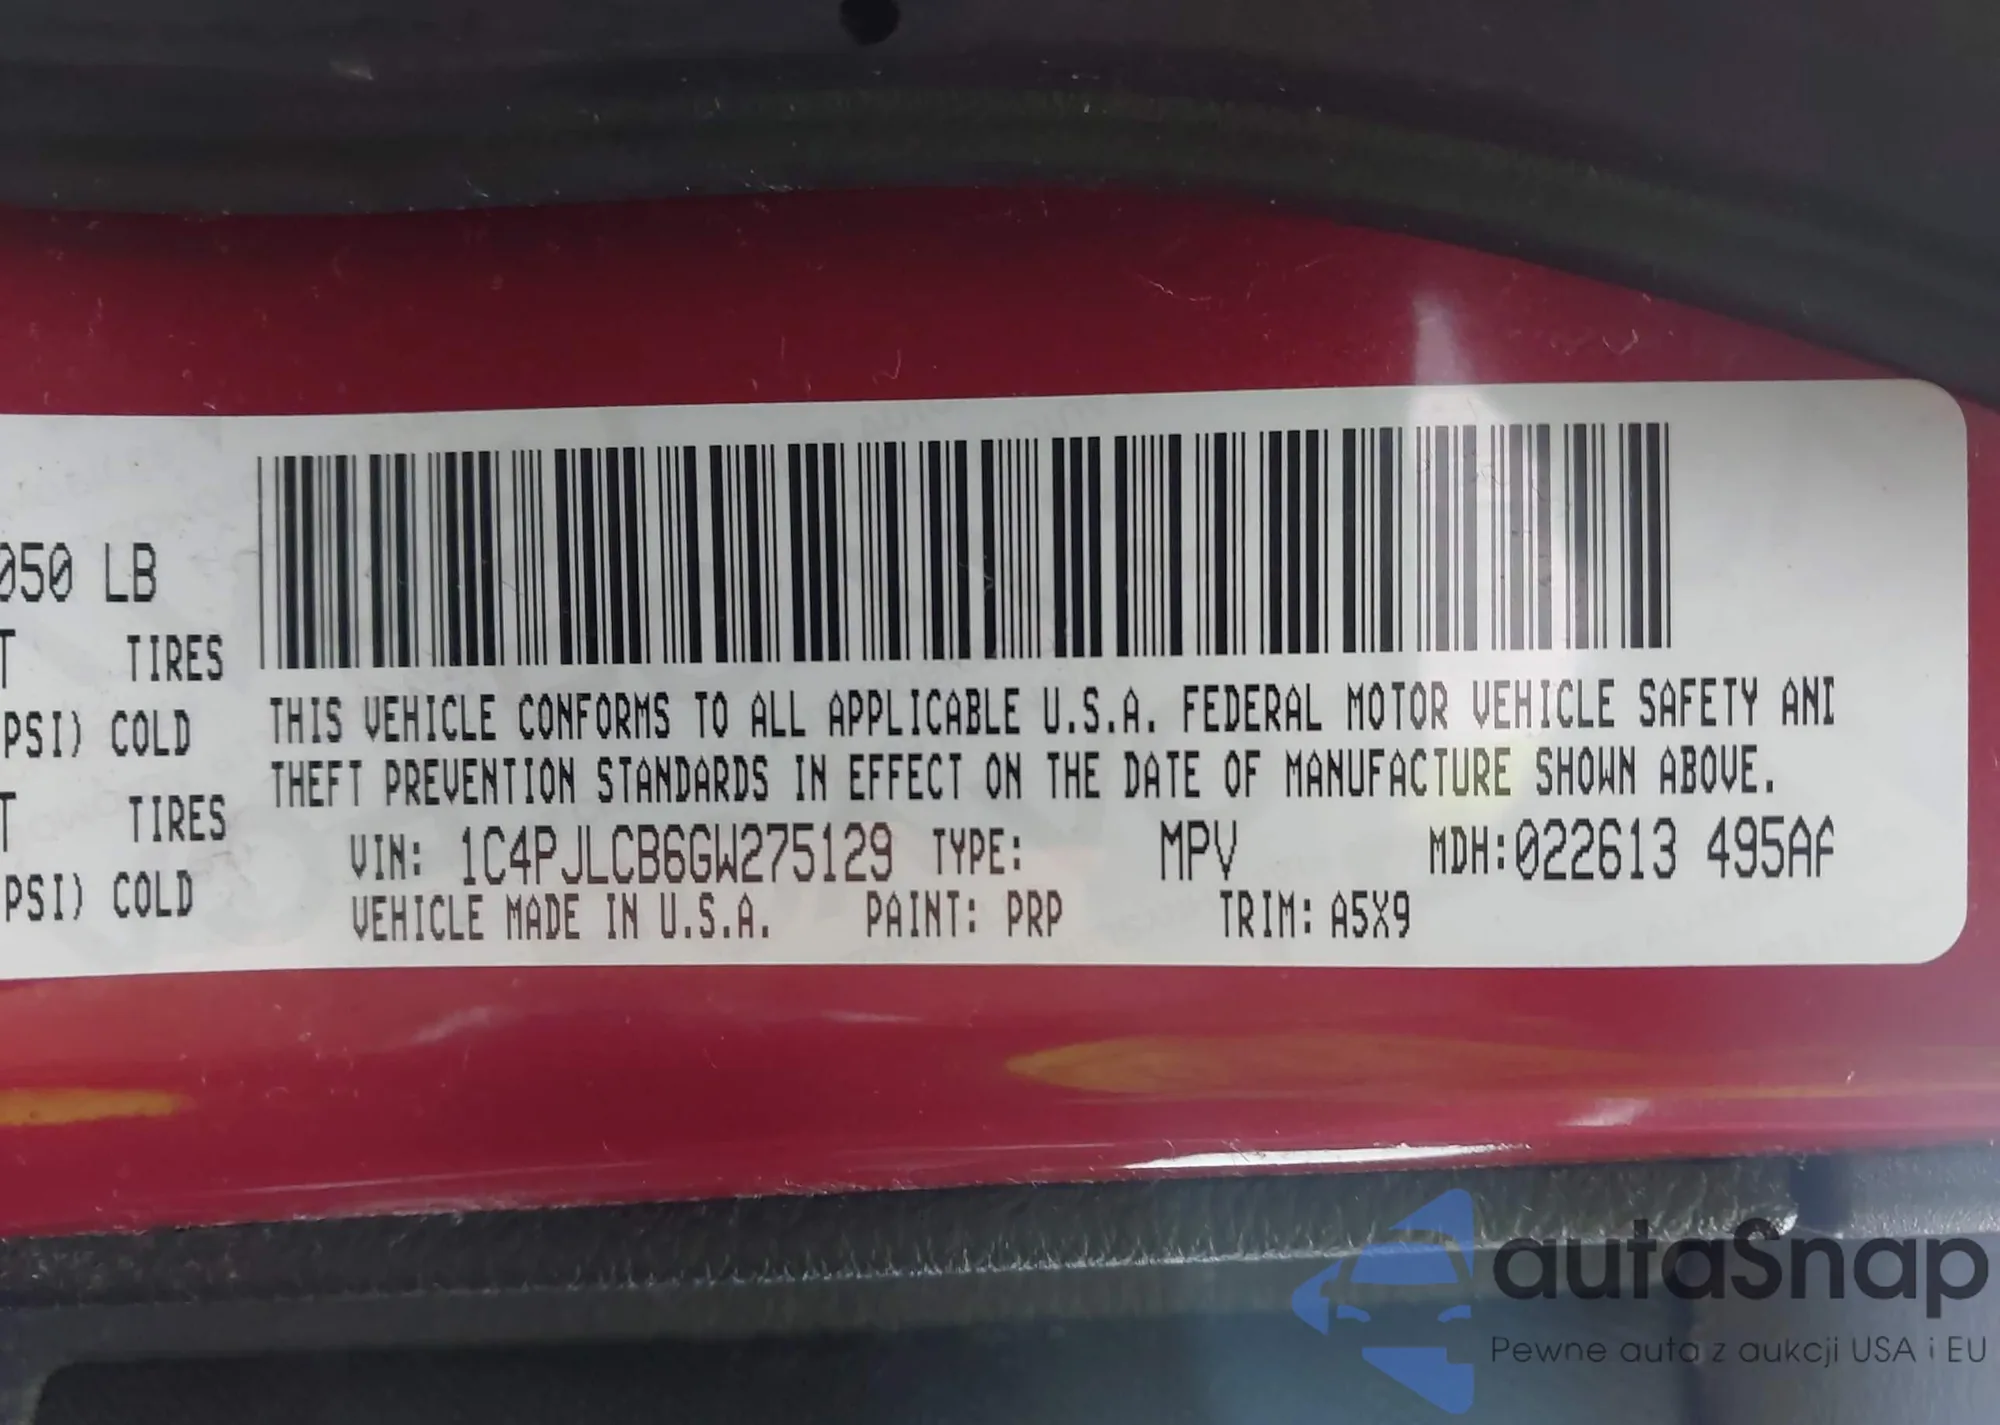 050 LB
T TIRES
PSI) COLD
T TIRES
PSI) COLD
THIS VEHICLE CONFORMS TO ALL APPLICABLE U.S.A. FEDERAL MOTOR VEHICLE SAFETY AND
THEFT PREVENTION STANDARDS IN EFFECT ON THE DATE OF MANUFACTURE SHOWN ABOVE.
VIN: 1C4PJLCB6GW275129 TYPE: MPV MDH:022613 495AA
VEHICLE MADE IN U.S.A. PAINT: PRP TRIM: A5X9
autaSnap
Pewne auta z aukcji USA i EU